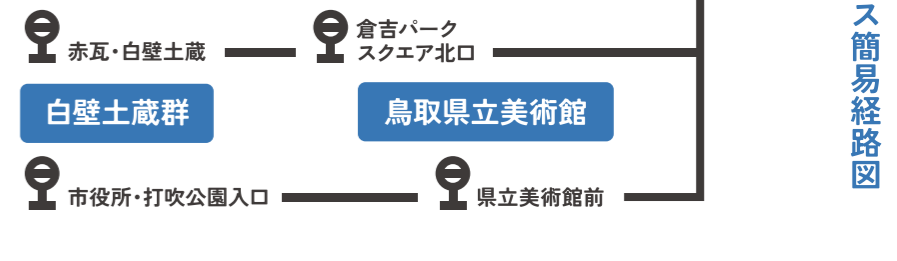 赤瓦・白壁土蔵
倉吉パーク
スクエア北口
白壁土蔵群
鳥取県立美術館
市役所・打吹公園入口
県立美術館前
ス簡易経路図